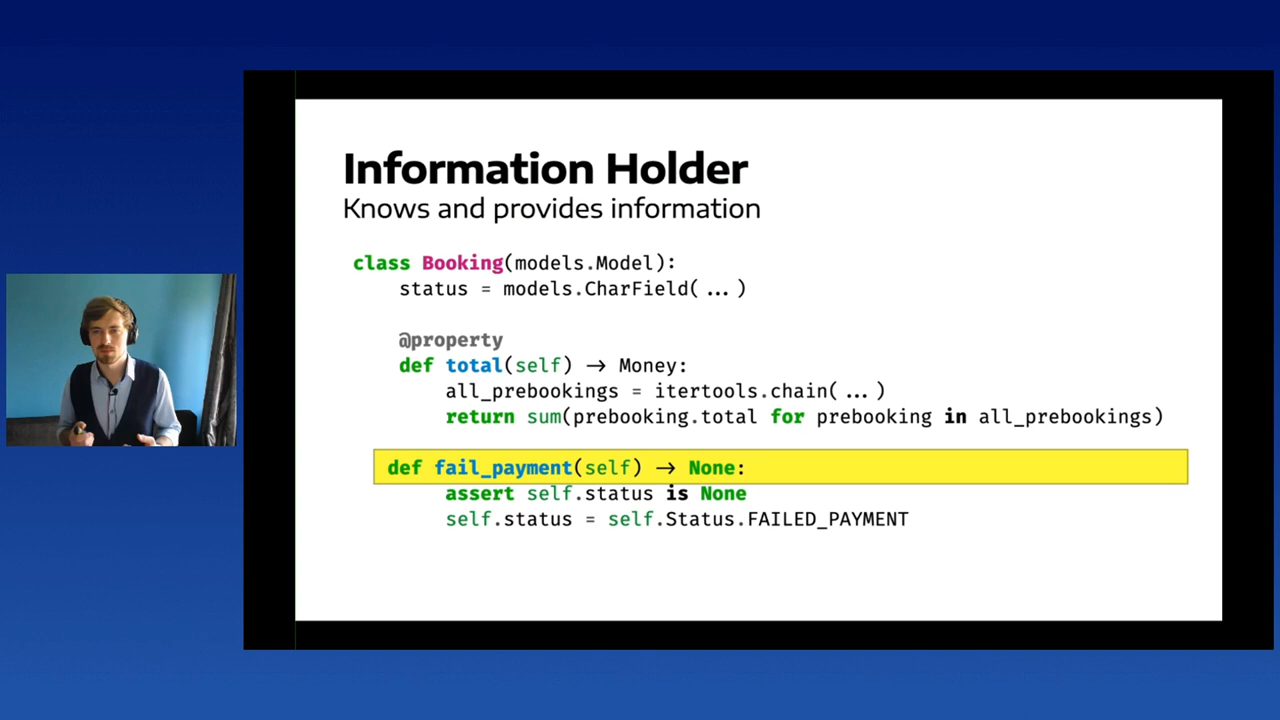 Information Holder
Knows and provides information
class Booking(models.Model):
status = models.CharField(...)
@property
def total(self) -> Money:
all_prebookings = itertools.chain(...)
return sum(prebooking.total for prebooking in all_prebookings)
def fail_payment(self) -> None:
assert self.status is None
self.status = self.Status.FAILED_PAYMENT